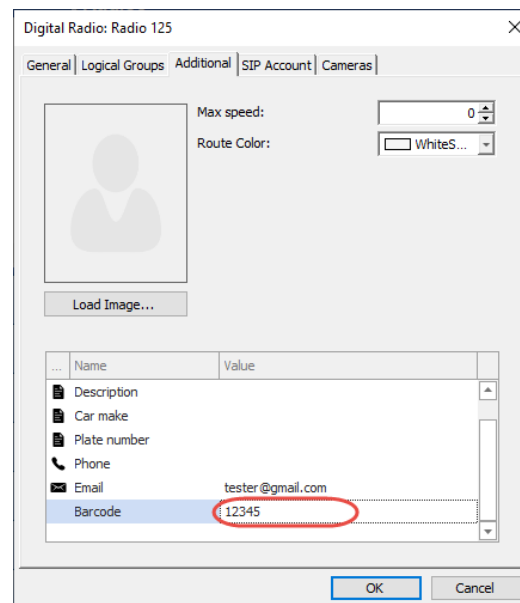 Digital Radio: Radio 125
General Logical Groups Additional SIP Account Cameras
Max speed: 0
Route Color: WhiteS...
Load Image...
... Name Value
Description
Car make
Plate number
Phone
Email tester@gmail.com
Barcode 12345
OK Cancel